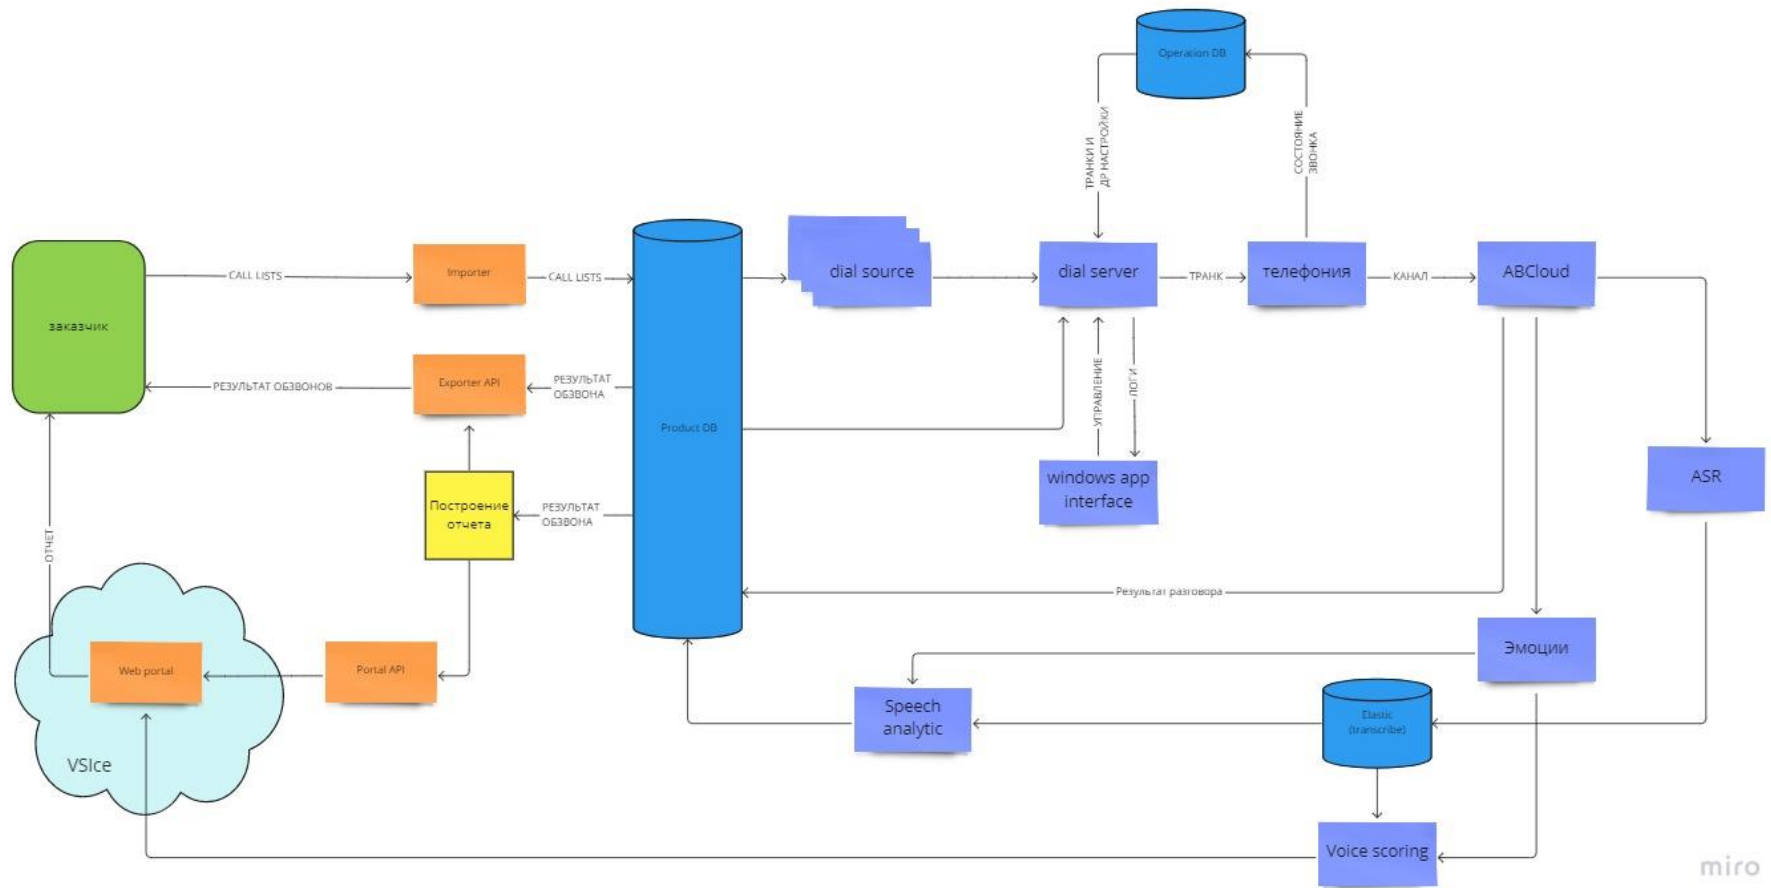 Operation DB
ТРАНКИ И
ДР НАСТРОЙКИ
СОСТОЯНИЕ
ЗВОНКА
заказчик
CALL LISTS
Importer
CALL LISTS
dial source
dial server
ТРАНК
телефония
КАНАЛ
ABCloud
РЕЗУЛЬТАТ ОБЗВОНОВ
Exporter API
РЕЗУЛЬТАТ
ОБЗВОНА
Product DB
УПРАВЛЕНИЕ
ЛОГИ
windows app
interface
ASR
Построение
отчета
РЕЗУЛЬТАТ
ОБЗВОНА
ОТЧЕТ
Результат разговора
Web portal
Portal API
VSIce
Speech
analytic
Elastic
(transcribe)
Эмоции
Voice scoring
miro